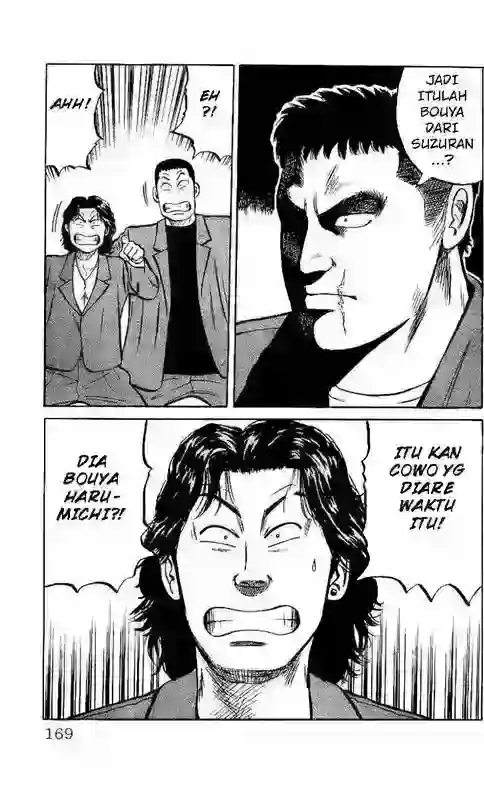 JADI
ITULAH
BOUYA
DARI
SUZURAN
...?
EH
?!
AHH!
ITU KAN
COWO YG
DIARE
WAKTU
ITU!
DIA
BOUYA
HARU-
MICHI?!
169